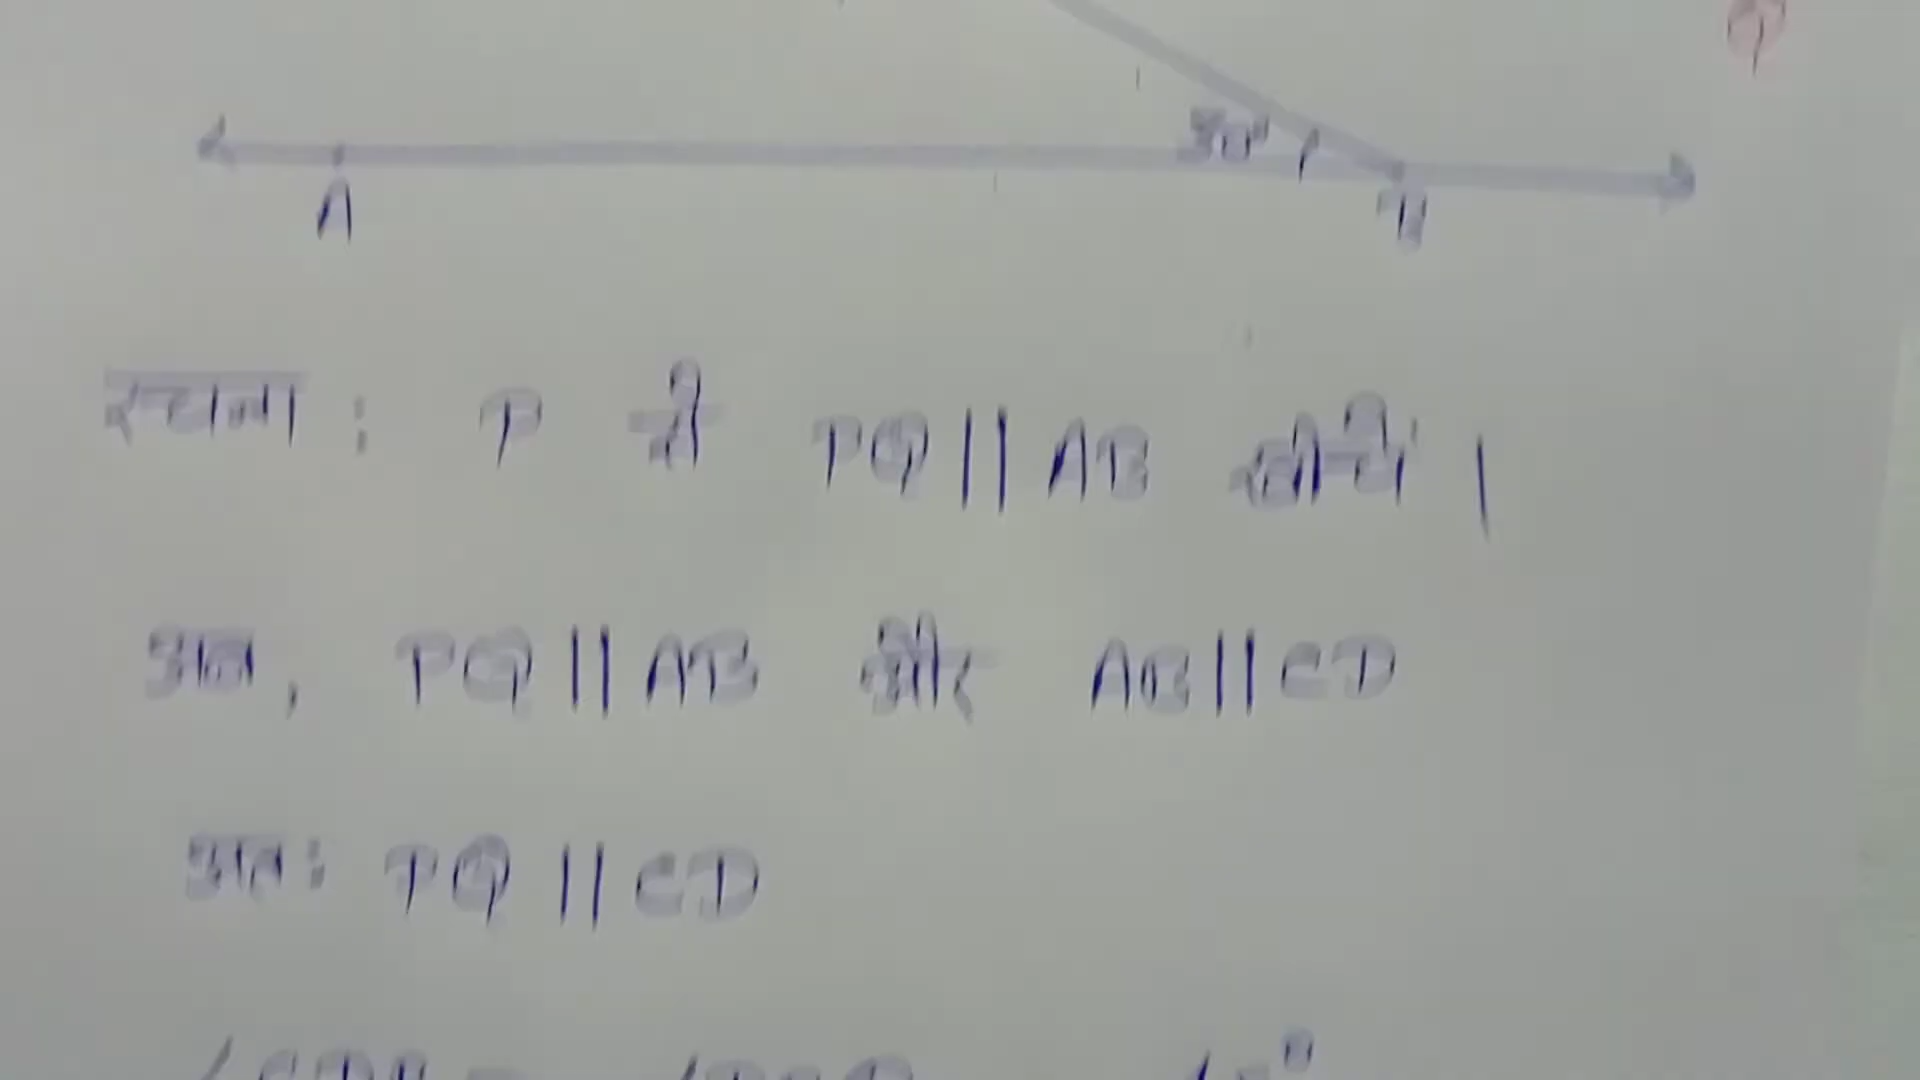 30°
A B
रचना : P से PQ || AB खींचें |
अब, PQ || AB और AB || CD
अतः PQ || CD